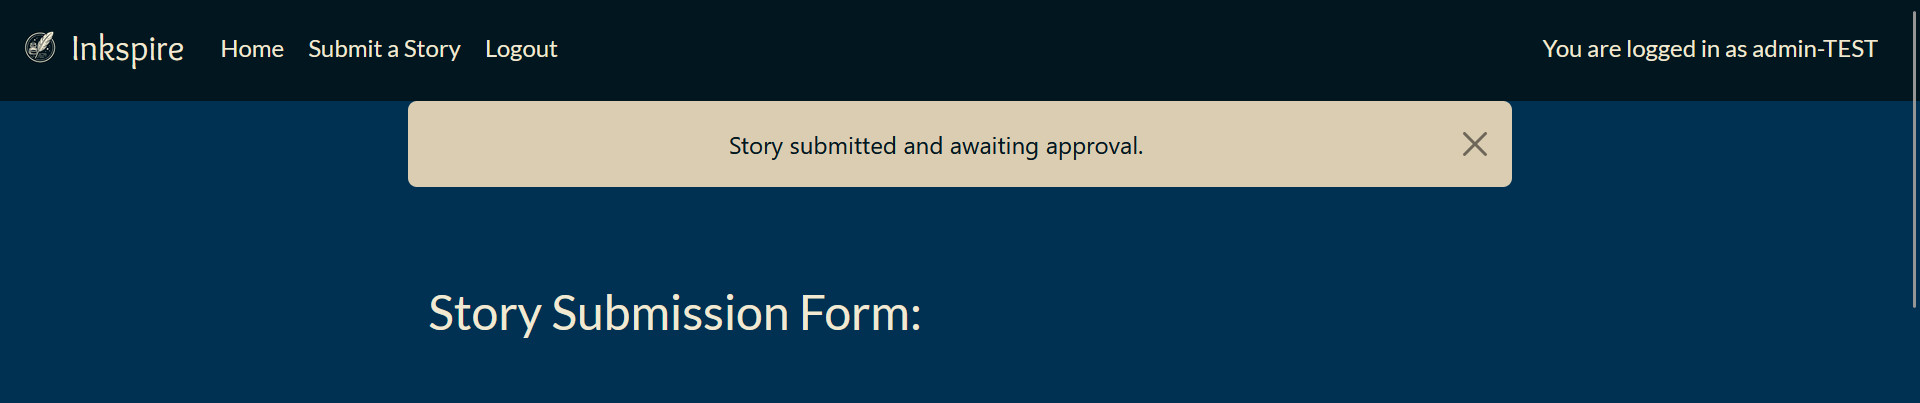 Inkspire Home Submit a Story Logout You are logged in as admin-TEST
Story submitted and awaiting approval.
Story Submission Form: